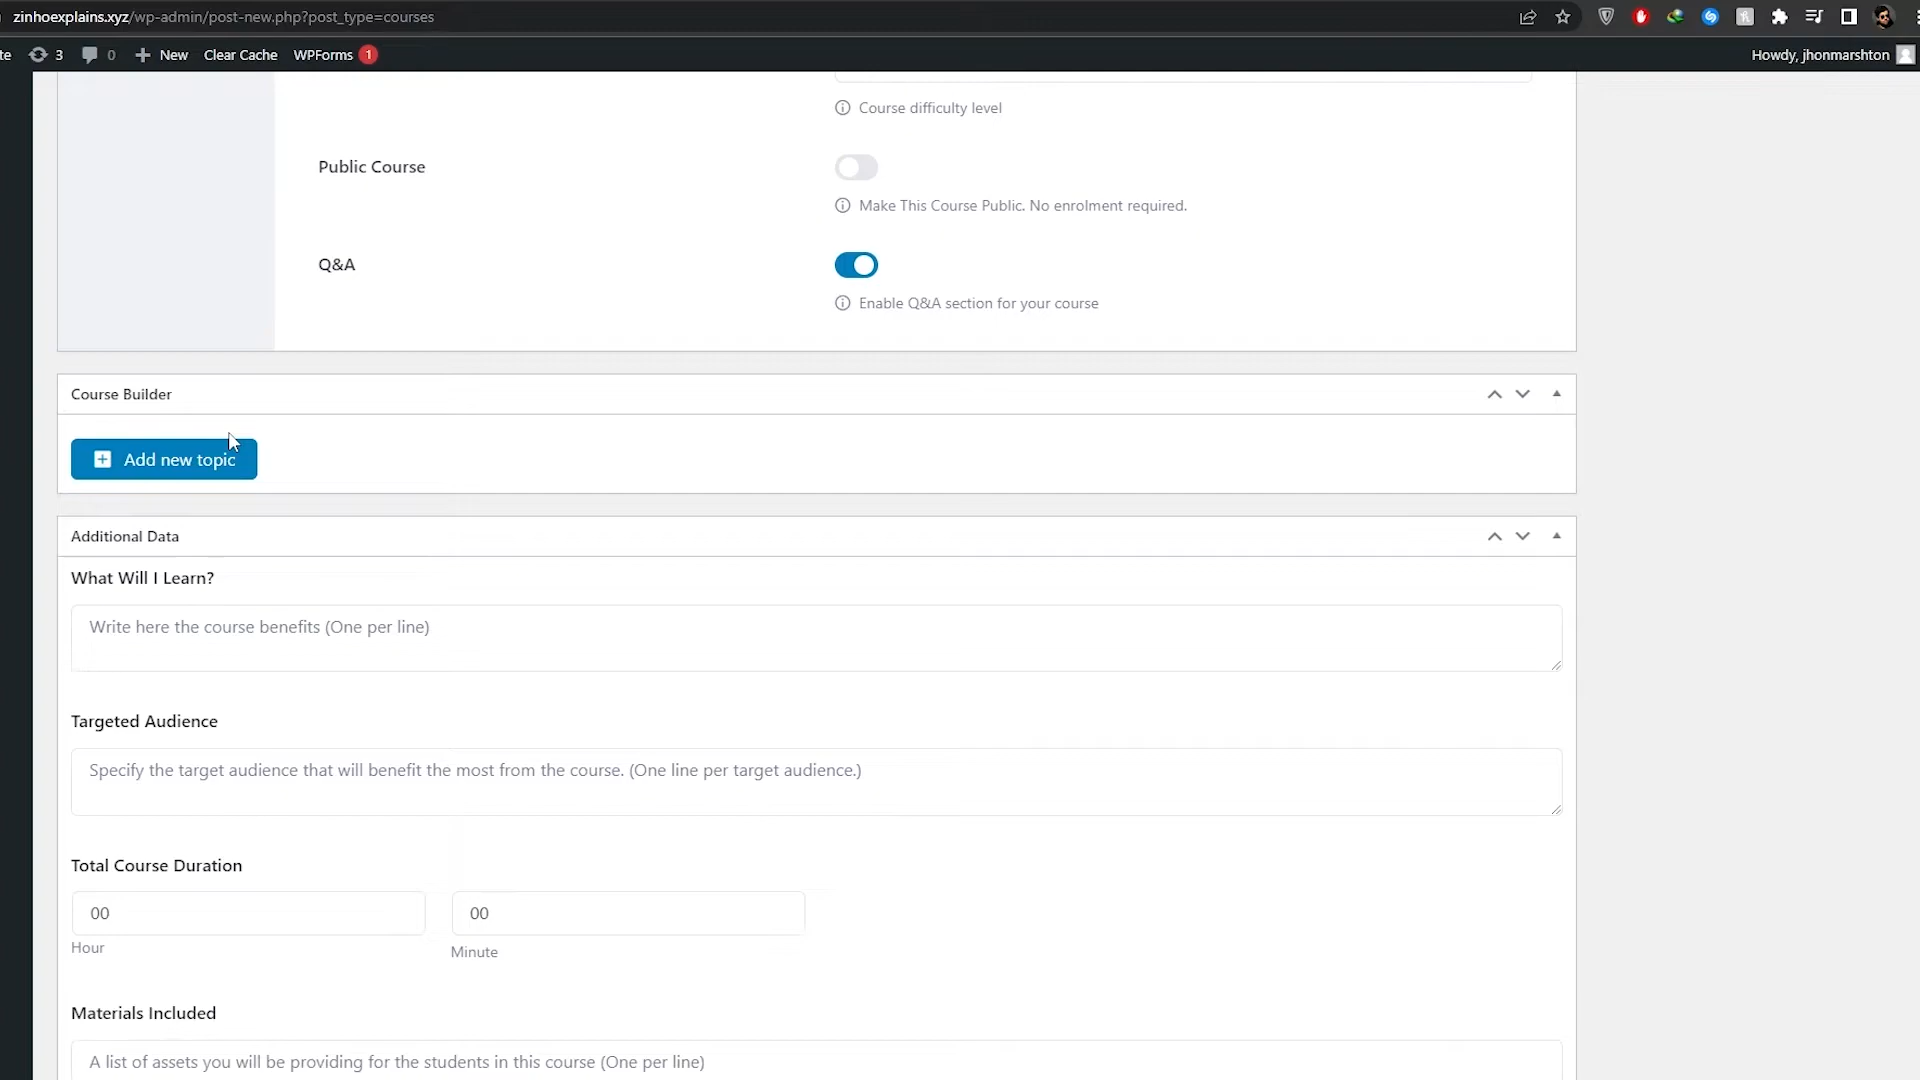 zinhoexplains.xyz/wp-admin/post-new.php?post_type=courses
te 3 0 New Clear Cache WPForms 1 Howdy, jhonmarshton
Course difficulty level
Public Course
Make This Course Public. No enrolment required.
Q&A
Enable Q&A section for your course
Course Builder
Add new topic
Additional Data
What Will I Learn?
Write here the course benefits (One per line)
Targeted Audience
Specify the target audience that will benefit the most from the course. (One line per target audience.)
Total Course Duration
00 00
Hour Minute
Materials Included
A list of assets you will be providing for the students in this course (One per line)